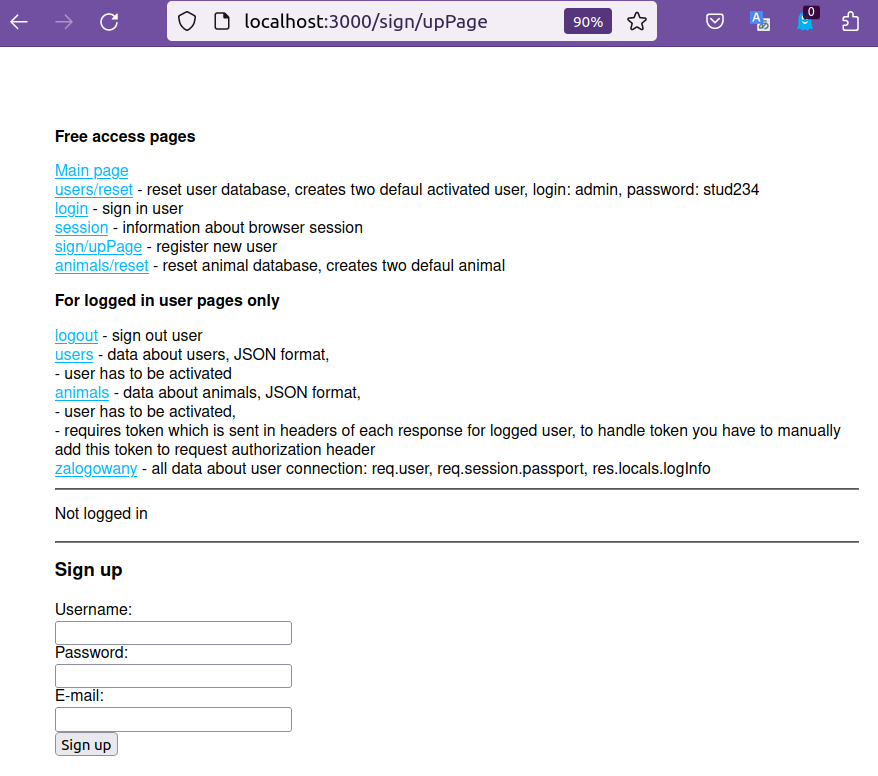 localhost:3000/sign/upPage
90%
0
Free access pages
Main page
users/reset - reset user database, creates two defaul activated user, login: admin, password: stud234
login - sign in user
session - information about browser session
sign/upPage - register new user
animals/reset - reset animal database, creates two defaul animal
For logged in user pages only
logout - sign out user
users - data about users, JSON format,
- user has to be activated
animals - data about animals, JSON format,
- user has to be activated,
- requires token which is sent in headers of each response for logged user, to handle token you have to manually
add this token to request authorization header
zalogowany - all data about user connection: req.user, req.session.passport, res.locals.logInfo
Not logged in
Sign up
Username:
Password:
E-mail:
Sign up